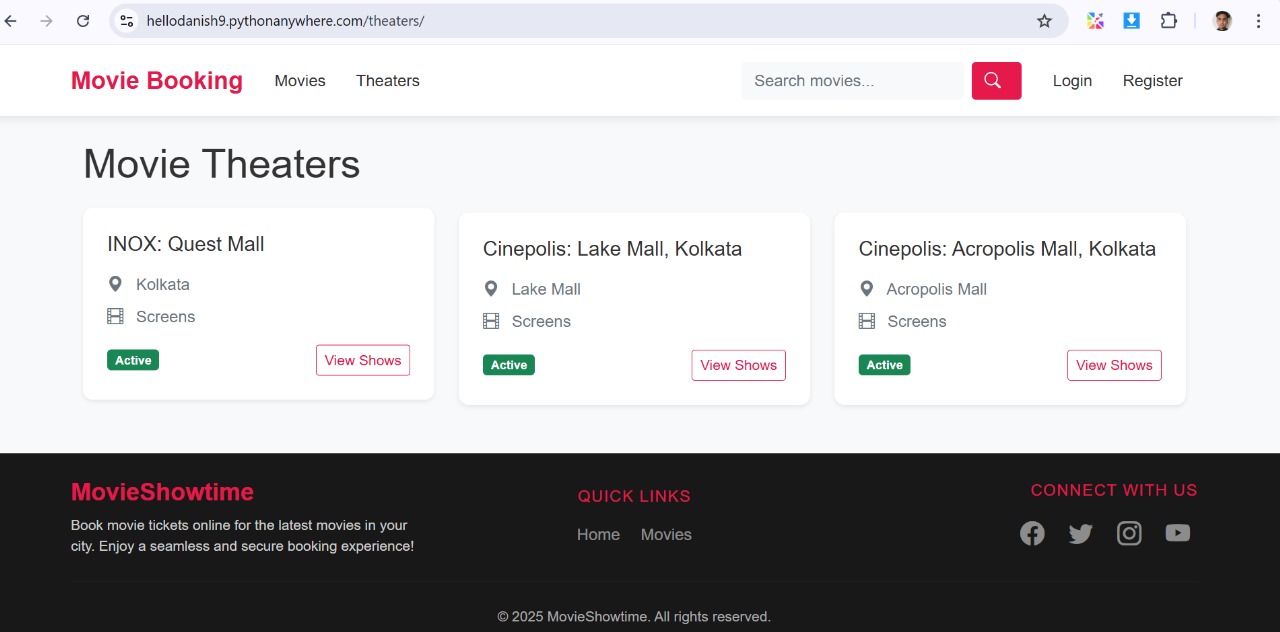 hellodanish9.pythonanywhere.com/theaters/
Movie Booking Movies Theaters Search movies... Login Register
Movie Theaters
INOX: Quest Mall
Kolkata
Screens
Active View Shows
Cinepolis: Lake Mall, Kolkata
Lake Mall
Screens
Active View Shows
Cinepolis: Acropolis Mall, Kolkata
Acropolis Mall
Screens
Active View Shows
MovieShowtime
Book movie tickets online for the latest movies in your
city. Enjoy a seamless and secure booking experience!
QUICK LINKS
Home Movies
CONNECT WITH US
© 2025 MovieShowtime. All rights reserved.